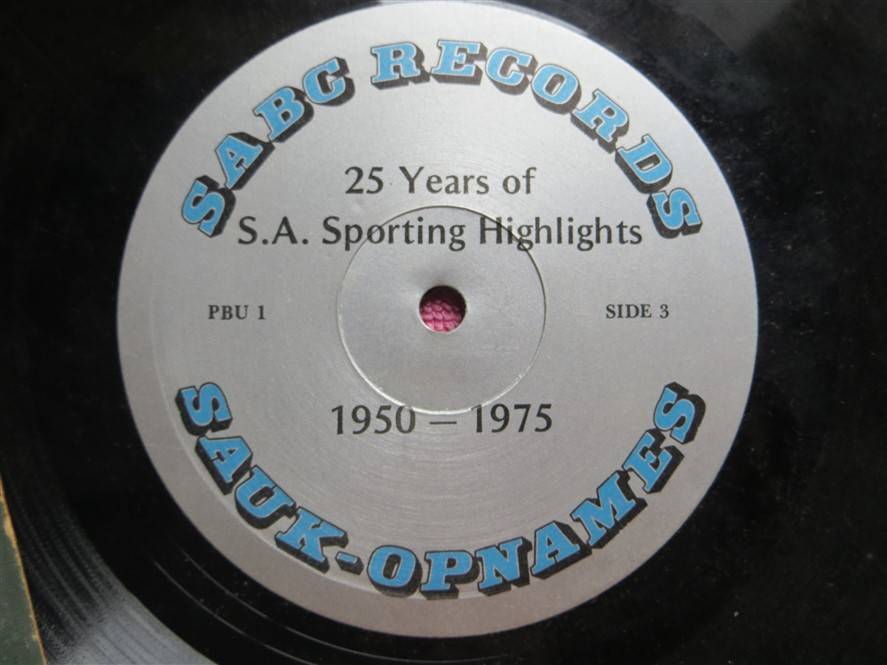 SABC RECORDS
25 Years of
S.A. Sporting Highlights
PBU 1
SIDE 3
1950 – 1975
SAUK-OPNAMES